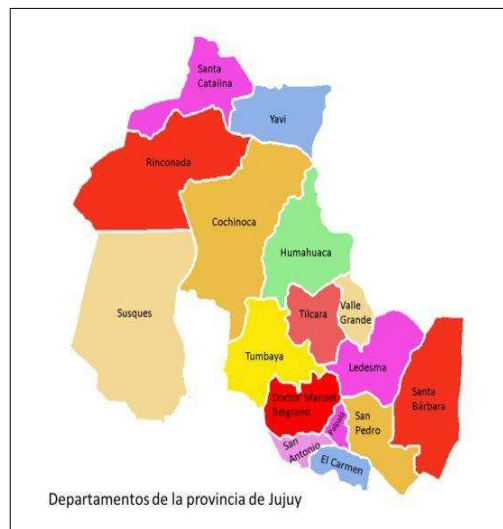 Santa
Catalina
Yavi
Rinconada
Cochinoca
Humahuaca
Susques
Tilcara
Valle
Grande
Tumbaya
Ledesma
Doctor Manuel
Belgrano
Santa
Bárbara
San
Pedro
Palpalá
San
Antonio
El Carmen
Departamentos de la provincia de Jujuy